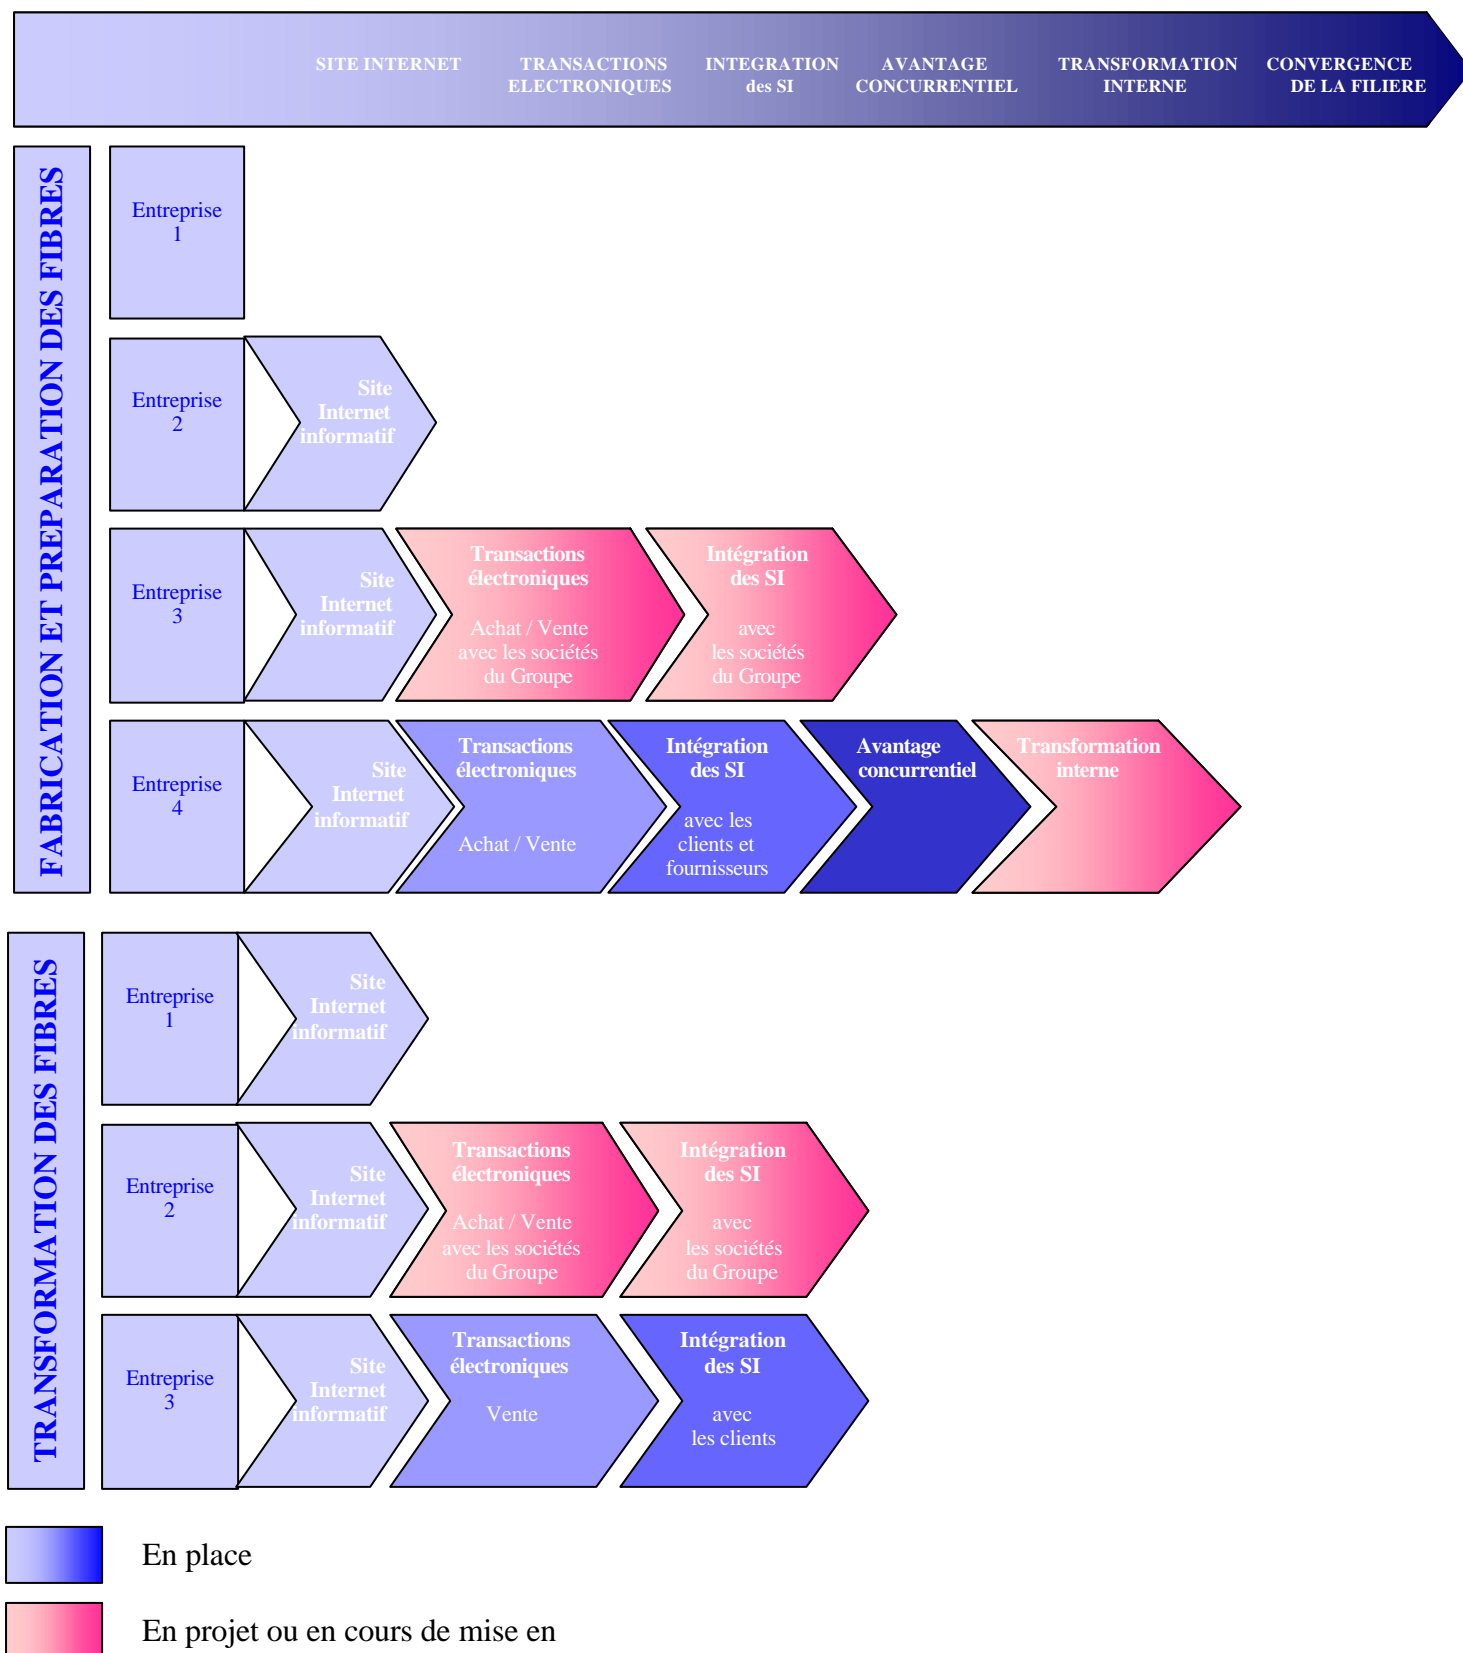 SITE INTERNET
TRANSACTIONS
ELECTRONIQUES
INTEGRATION
des SI
AVANTAGE
CONCURRENTIEL
TRANSFORMATION
INTERNE
CONVERGENCE
DE LA FILIERE
FABRICATION ET PREPARATION DES FIBRES
Entreprise
1
Entreprise
2
Site
Internet
informatif
Entreprise
3
Site
Internet
informatif
Transactions
électroniques
Achat / Vente
avec les sociétés
du Groupe
Intégration
des SI
avec
les sociétés
du Groupe
Entreprise
4
Site
Internet
informatif
Transactions
électroniques
Achat / Vente
Intégration
des SI
avec les
clients et
fournisseurs
Avantage
concurrentiel
Transformation
interne
TRANSFORMATION DES FIBRES
Entreprise
1
Site
Internet
informatif
Entreprise
2
Site
Internet
informatif
Transactions
électroniques
Achat / Vente
avec les sociétés
du Groupe
Intégration
des SI
avec
les sociétés
du Groupe
Entreprise
3
Site
Internet
informatif
Transactions
électroniques
Vente
Intégration
des SI
avec
les clients
En place
En projet ou en cours de mise en